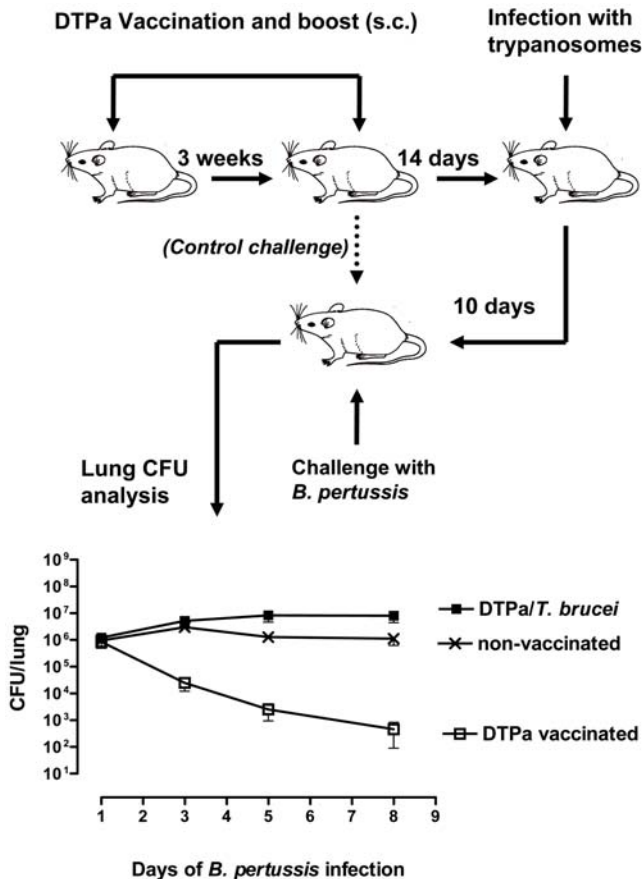 DTPa Vaccination and boost (s.c.)
Infection with
trypanosomes
3 weeks
14 days
(Control challenge)
10 days
Lung CFU
analysis
Challenge with
B. pertussis
10⁹
10⁸
10⁷
10⁶
10⁵
10⁴
10³
10²
10¹
CFU/lung
DTPa/T. brucei
non-vaccinated
DTPa vaccinated
1 2 3 4 5 6 7 8 9
Days of B. pertussis infection